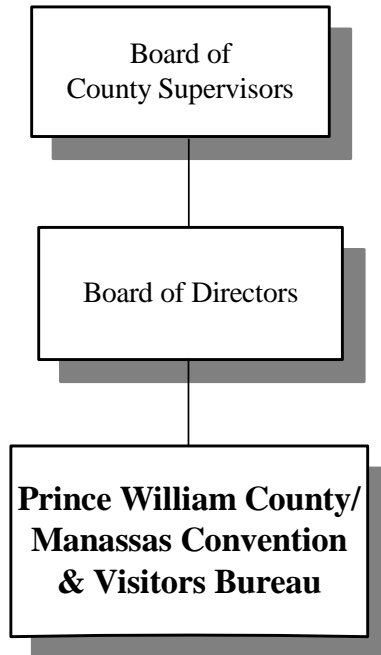 Board of
County Supervisors
Board of Directors
Prince William County/
Manassas Convention
& Visitors Bureau